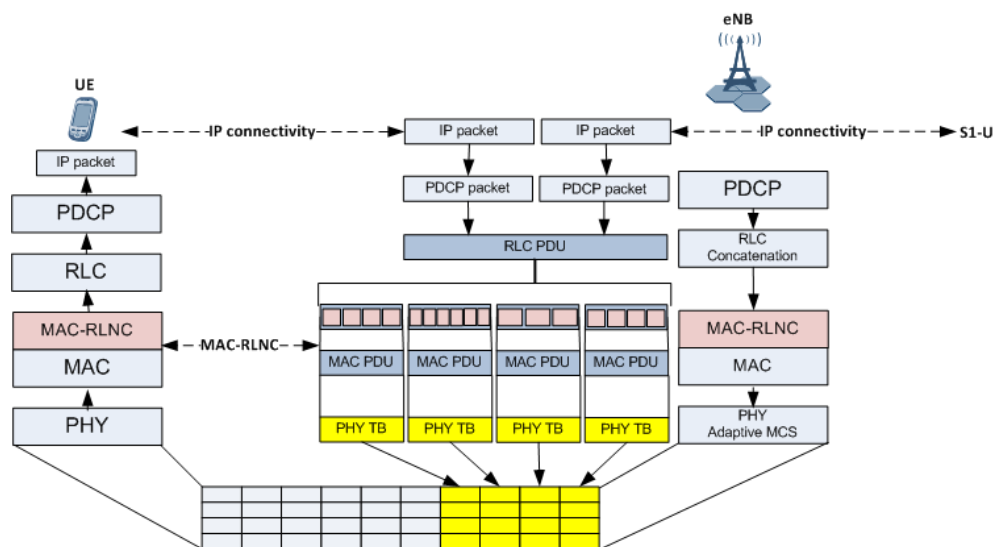 eNB
UE
IP connectivity
IP packet
IP packet
IP connectivity
S1-U
IP packet
PDCP packet
PDCP packet
PDCP
PDCP
RLC PDU
RLC
Concatenation
RLC
MAC-RLNC
MAC-RLNC
MAC-RLNC
MAC
MAC PDU
MAC PDU
MAC PDU
MAC PDU
MAC
PHY
PHY TB
PHY TB
PHY TB
PHY TB
PHY
Adaptive MCS